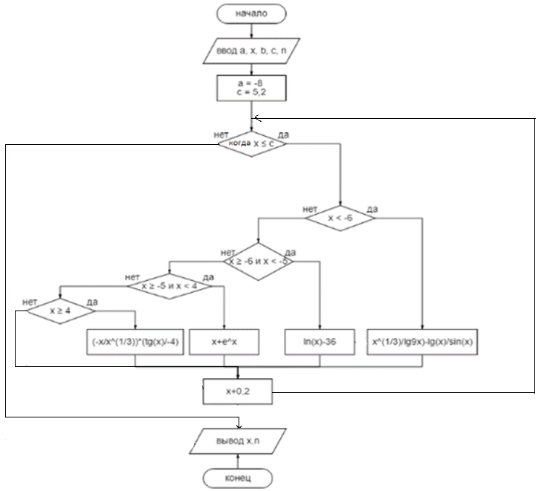 начало
ввод a, x, b, c, n
a = -8
c = 5,2
нет
да
когда x ≤ c
нет
да
x < -6
нет
да
x ≥ -6 и x < -5
нет
да
x ≥ -5 и x < 4
нет
да
x ≥ 4
(-x/x^(1/3))*(tg(x)/-4)
x+e^x
ln(x)-36
x^(1/3)/lg9x)-lg(x)/sin(x)
x+0,2
вывод x,n
конец